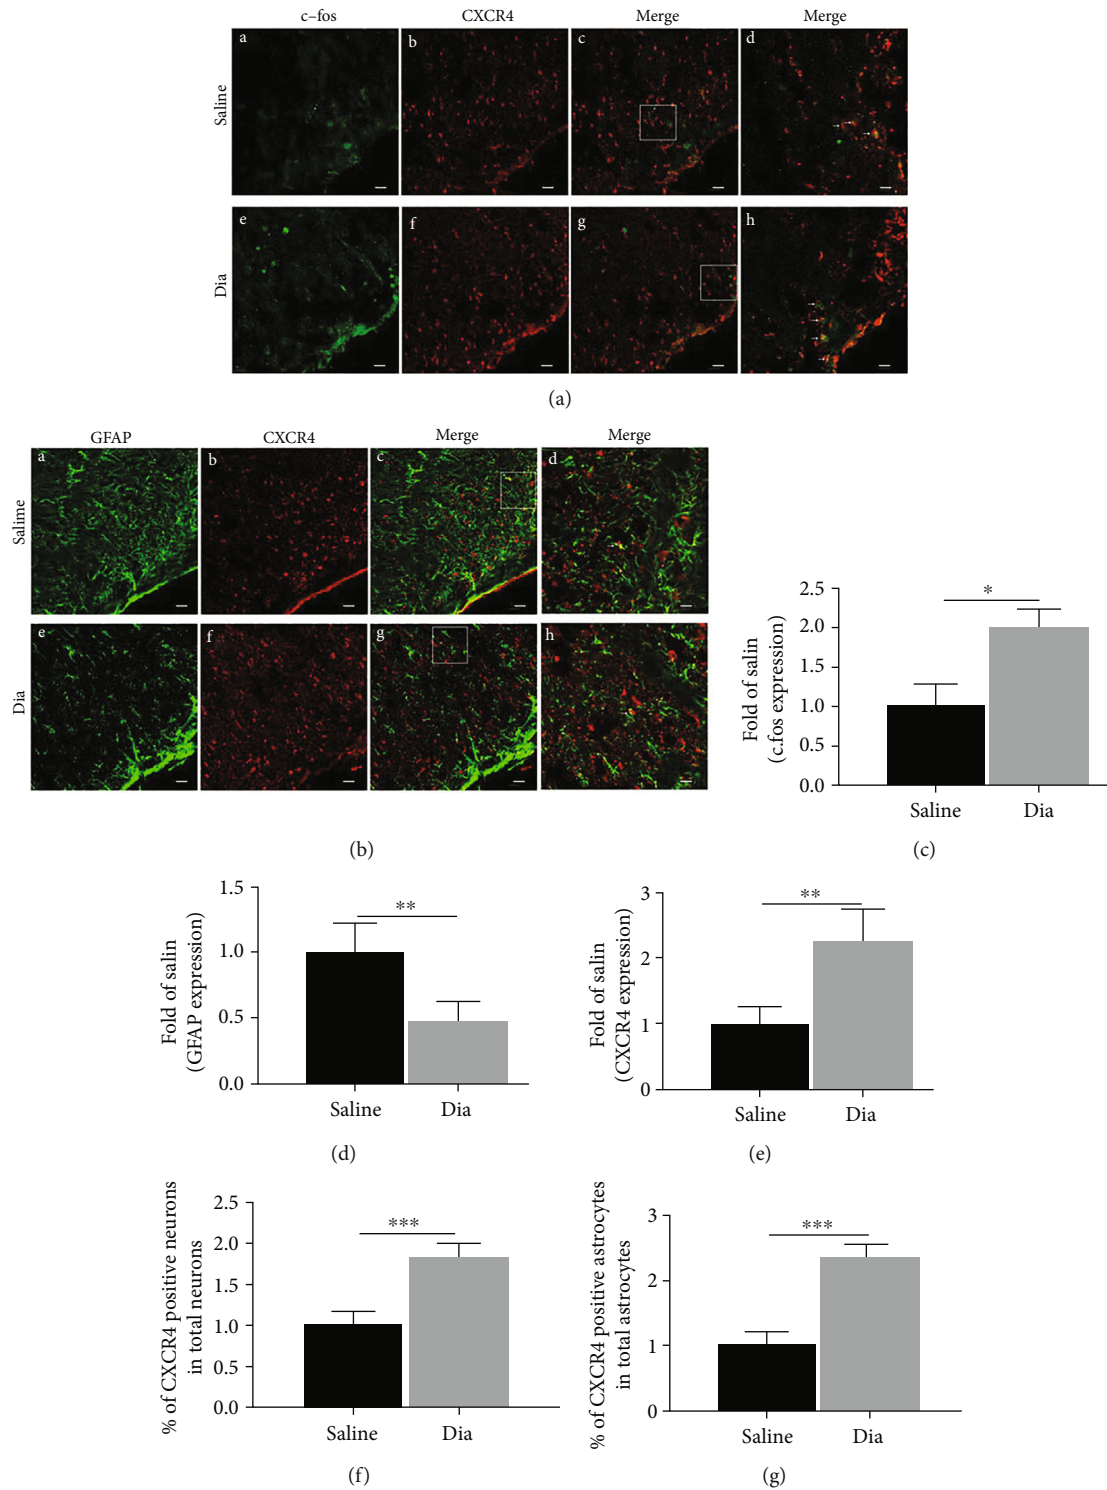 c–fos CXCR4 Merge Merge
Saline
a b c d
Dia
e f g h
(a)
GFAP CXCR4 Merge Merge
Salime
a b c d
Dia
e f g h
(b)
Fold of salin
(c.fos expression)
2.5
2.0
1.5
1.0
0.5
0.0
*
Saline Dia
(c)
Fold of salin
(GFAP expression)
1.5
1.0
0.5
0.0
**
Saline Dia
(d)
Fold of salin
(CXCR4 expression)
3
2
1
0
**
Saline Dia
(e)
% of CXCR4 positive neurons
in total neurons
2.5
2.0
1.5
1.0
0.5
0.0
***
Saline Dia
(f)
% of CXCR4 positive astrocytes
in total astrocytes
3
2
1
0
***
Saline Dia
(g)